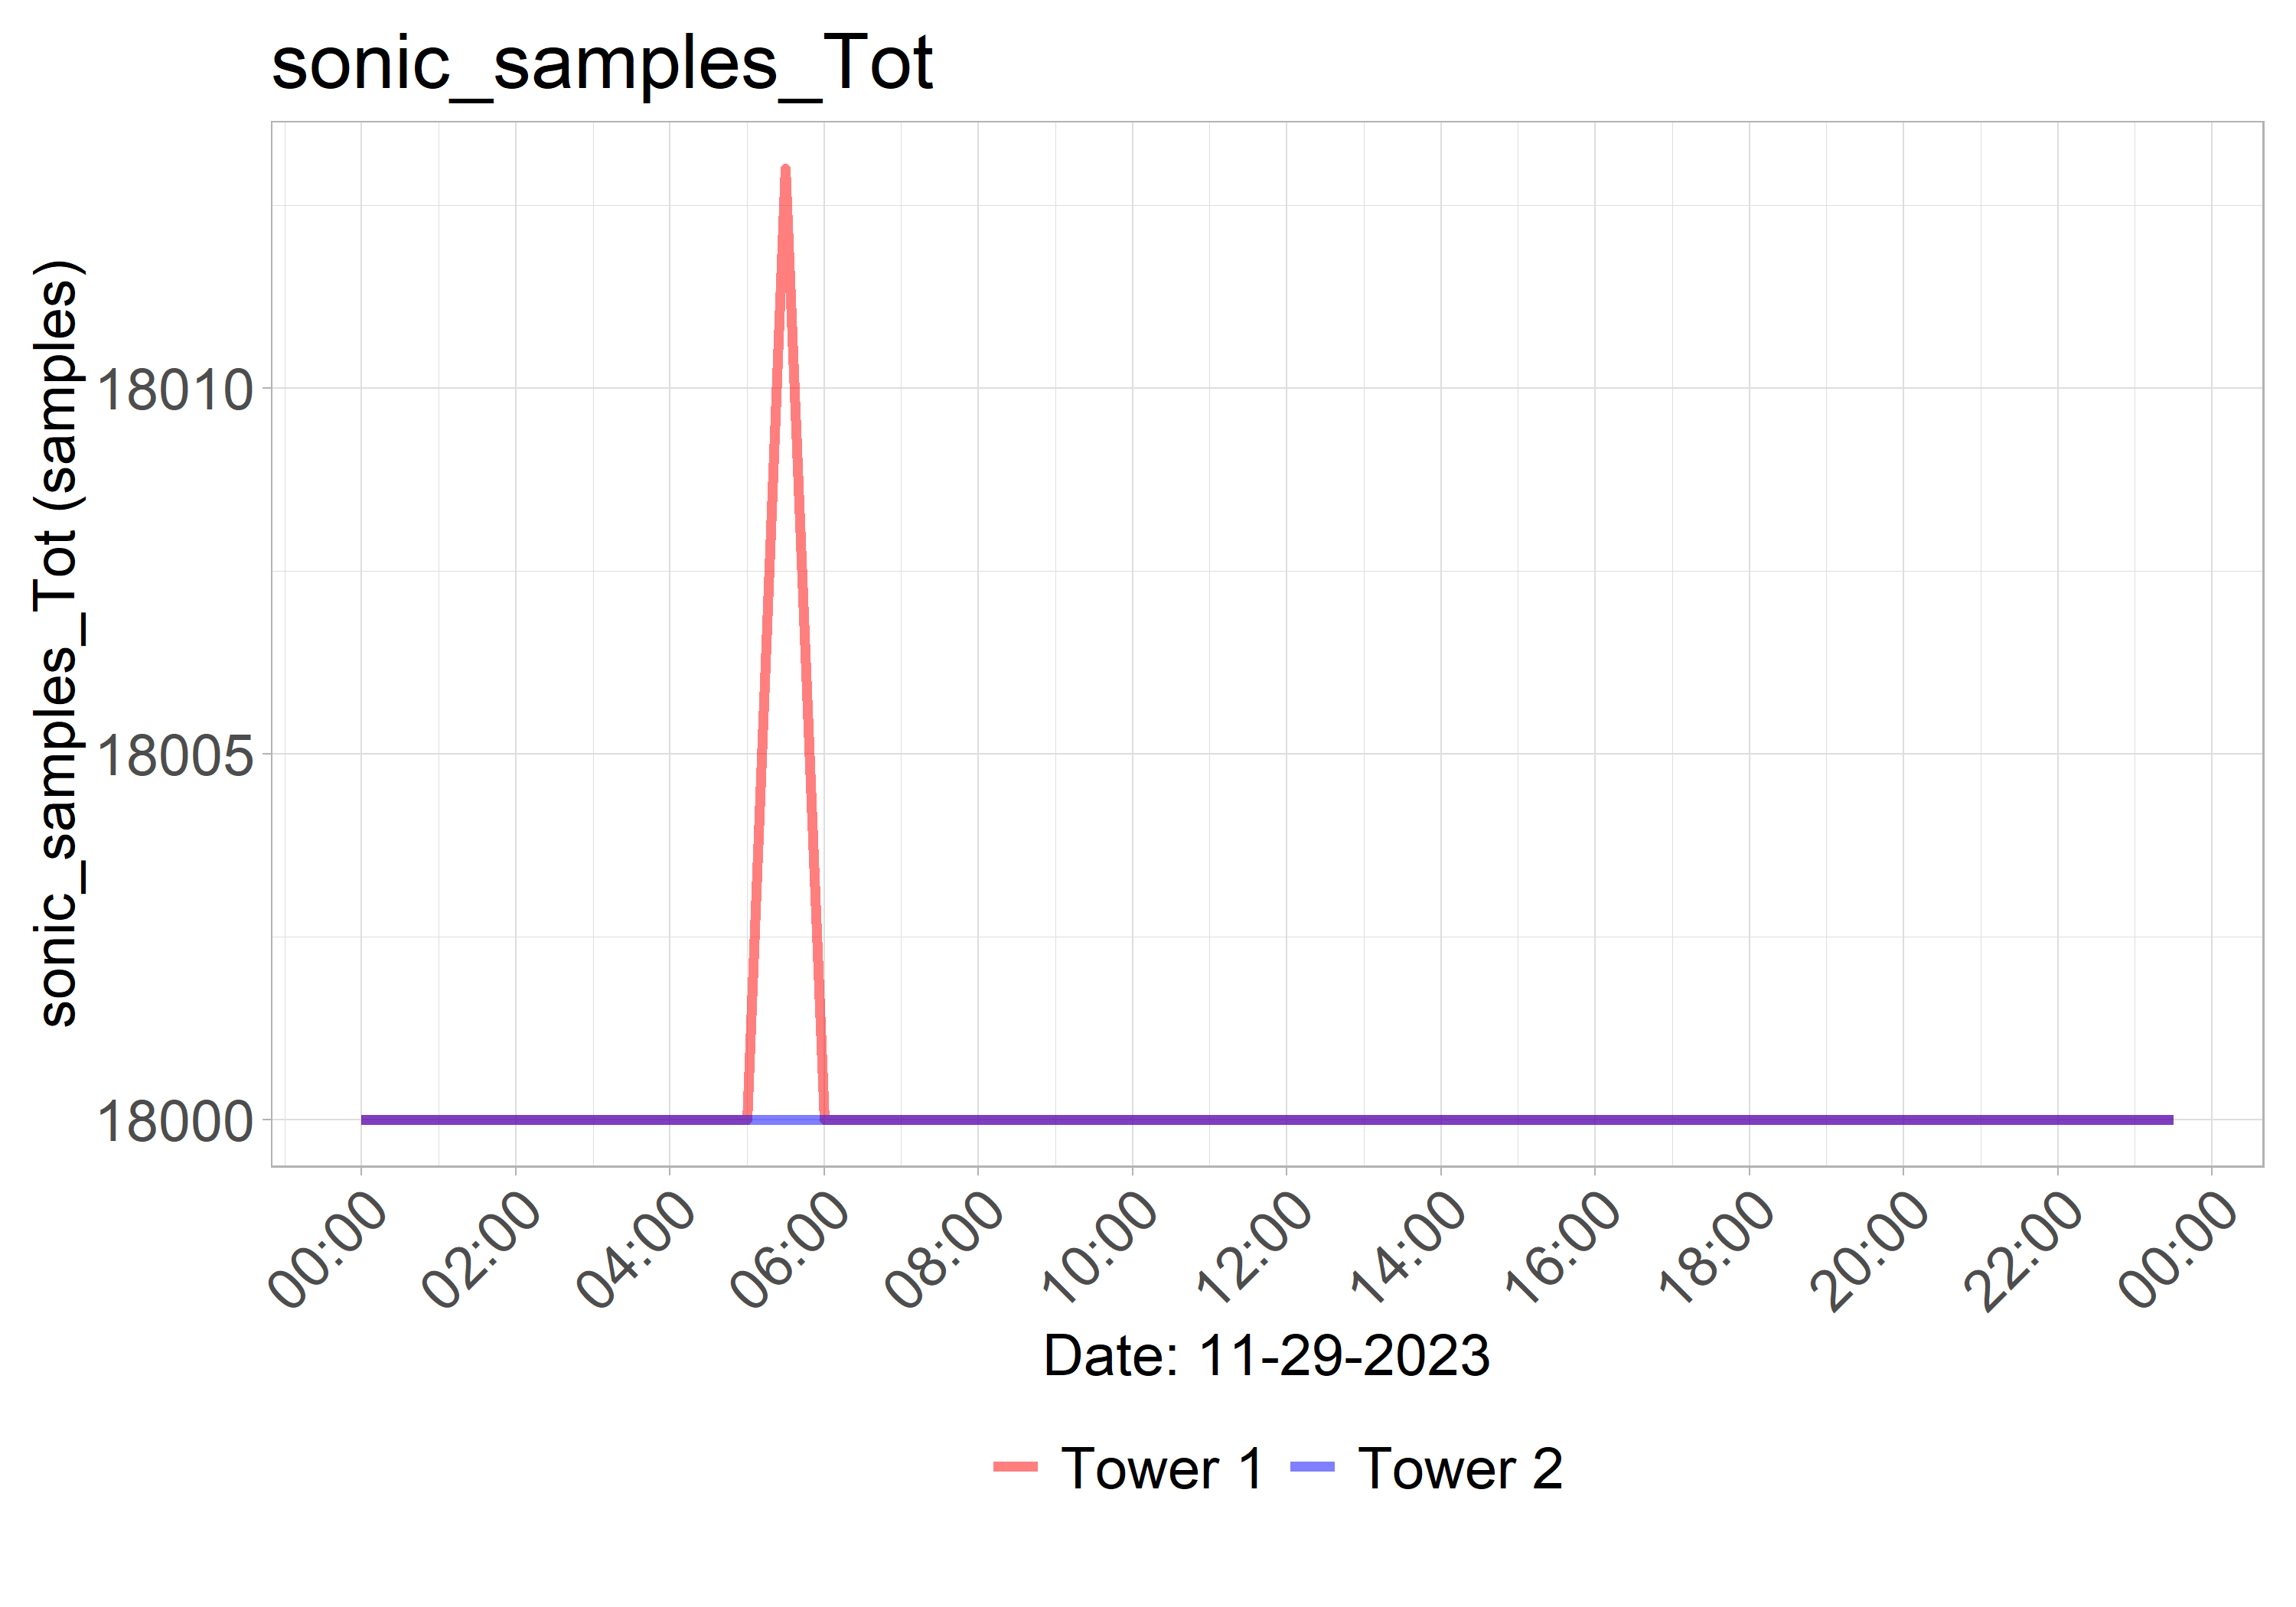 sonic_samples_Tot
sonic_samples_Tot (samples)
18010
18005
18000
00:00 02:00 04:00 06:00 08:00 10:00 12:00 14:00 16:00 18:00 20:00 22:00 00:00
Date: 11-29-2023
Tower 1 Tower 2